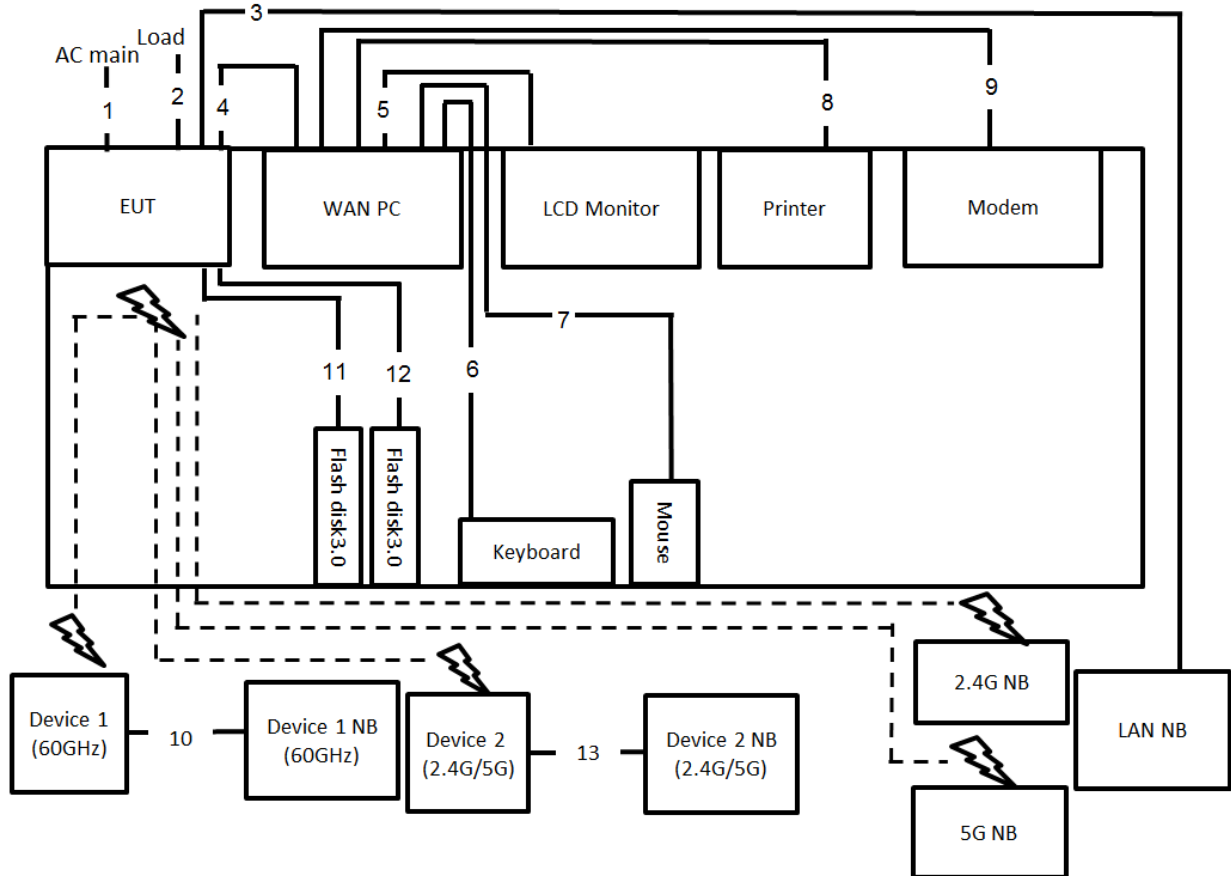 3
Load
AC main
1
2
4
5
8
9
EUT
WAN PC
LCD Monitor
Printer
Modem
7
11
12
6
Flash disk3.0
Flash disk3.0
Keyboard
Mouse
Device 1
(60GHz)
10
Device 1 NB
(60GHz)
Device 2
(2.4G/5G)
13
Device 2 NB
(2.4G/5G)
2.4G NB
LAN NB
5G NB